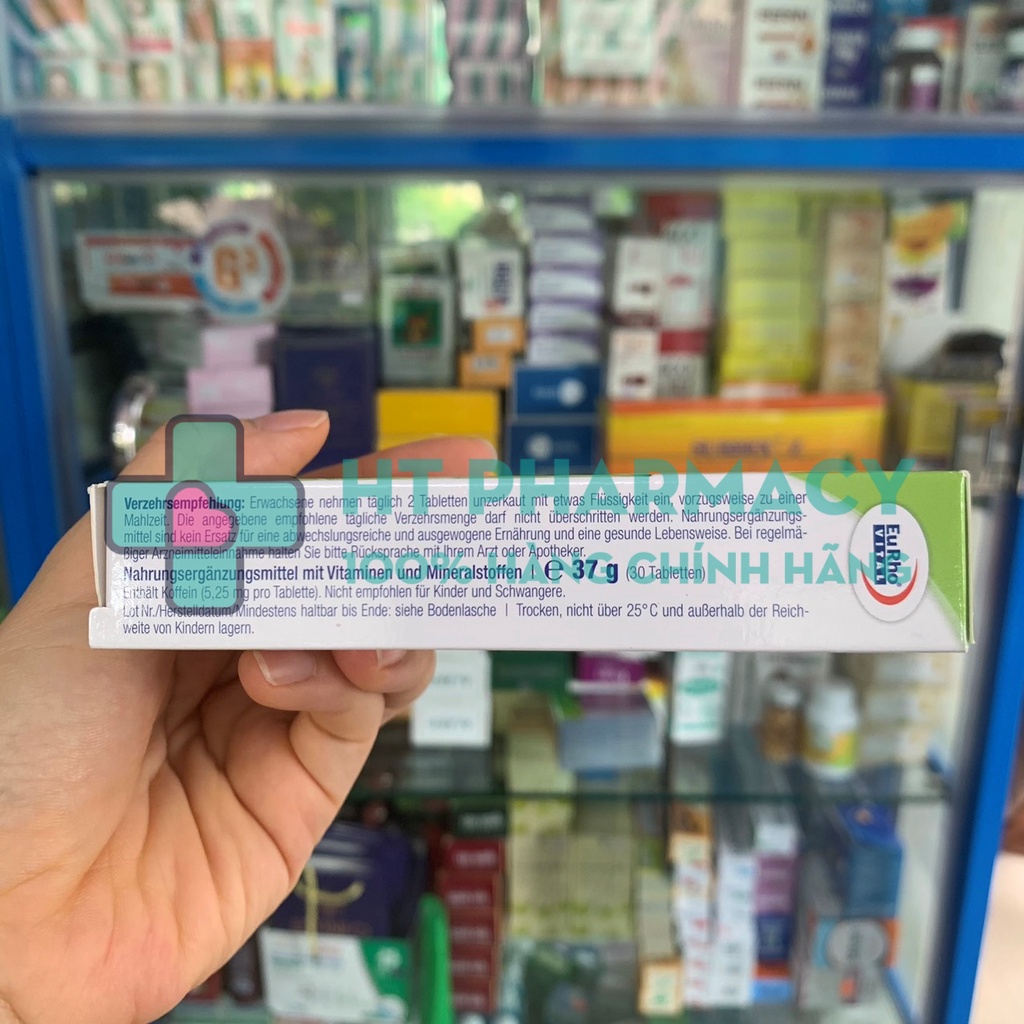 HT PHARMACY
100% HÀNG CHÍNH HÃNG
Verzehrsempfehlung: Erwachsene nehmen täglich 2 Tabletten unzerkaut mit etwas Flüssigkeit ein, vorzugsweise zu einer
Mahlzeit. Die angegebene empfohlene tägliche Verzehrsmenge darf nicht überschritten werden. Nahrungsergänzungs-
mittel sind kein Ersatz für eine abwechslungsreiche und ausgewogene Ernährung und eine gesunde Lebensweise. Bei regelmä-
ßiger Arzneimitteleinnahme halten Sie bitte Rücksprache mit Ihrem Arzt oder Apotheker.
Nahrungsergänzungsmittel mit Vitaminen und Mineralstoffen / ℮ 37 g (30 Tabletten)
Enthält Koffein (5,25 mg pro Tablette). Nicht empfohlen für Kinder und Schwangere.
Lot Nr./Herstelldatum/Mindestens haltbar bis Ende: siehe Bodenlasche | Trocken, nicht über 25°C und außerhalb der Reich-
weite von Kindern lagern.
EuRho
VITAL